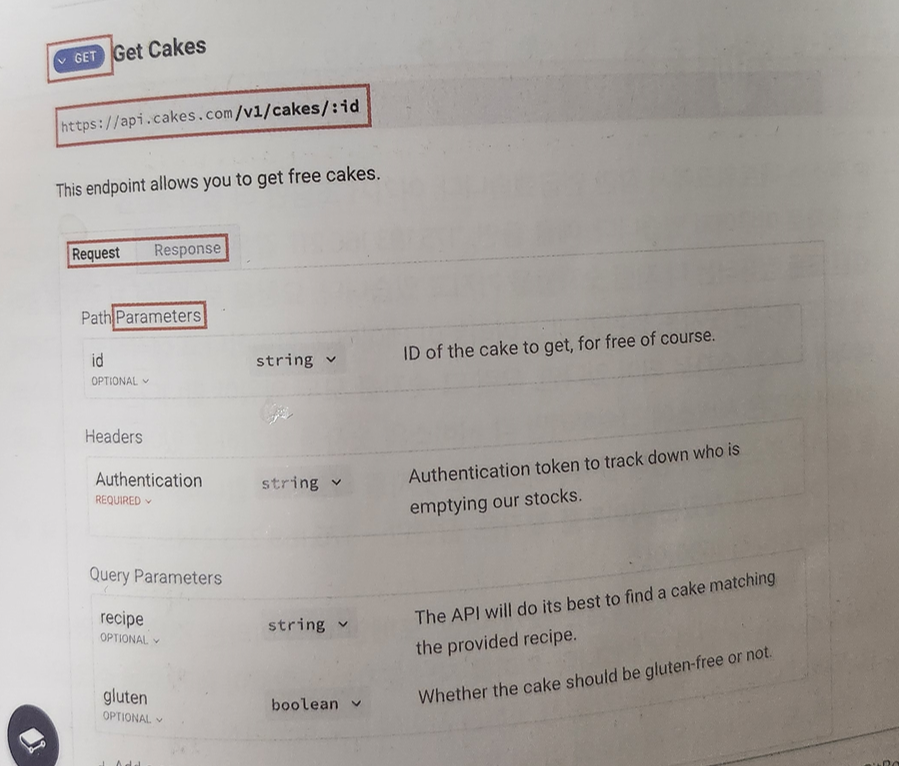 GET Get Cakes
https://api.cakes.com/v1/cakes/:id
This endpoint allows you to get free cakes.
Request Response
Path Parameters
id string ID of the cake to get, for free of course.
OPTIONAL
Headers
Authentication string Authentication token to track down who is
REQUIRED emptying our stocks.
Query Parameters
recipe string The API will do its best to find a cake matching
OPTIONAL the provided recipe.
gluten boolean Whether the cake should be gluten-free or not.
OPTIONAL